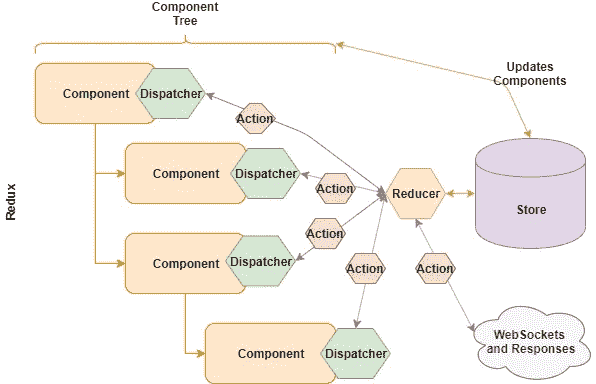 Component
Tree
Updates
Components
Component
Dispatcher
Action
Component
Dispatcher
Action
Reducer
Store
Redux
Action
Component
Dispatcher
Action
Action
WebSockets
and Responses
Component
Dispatcher